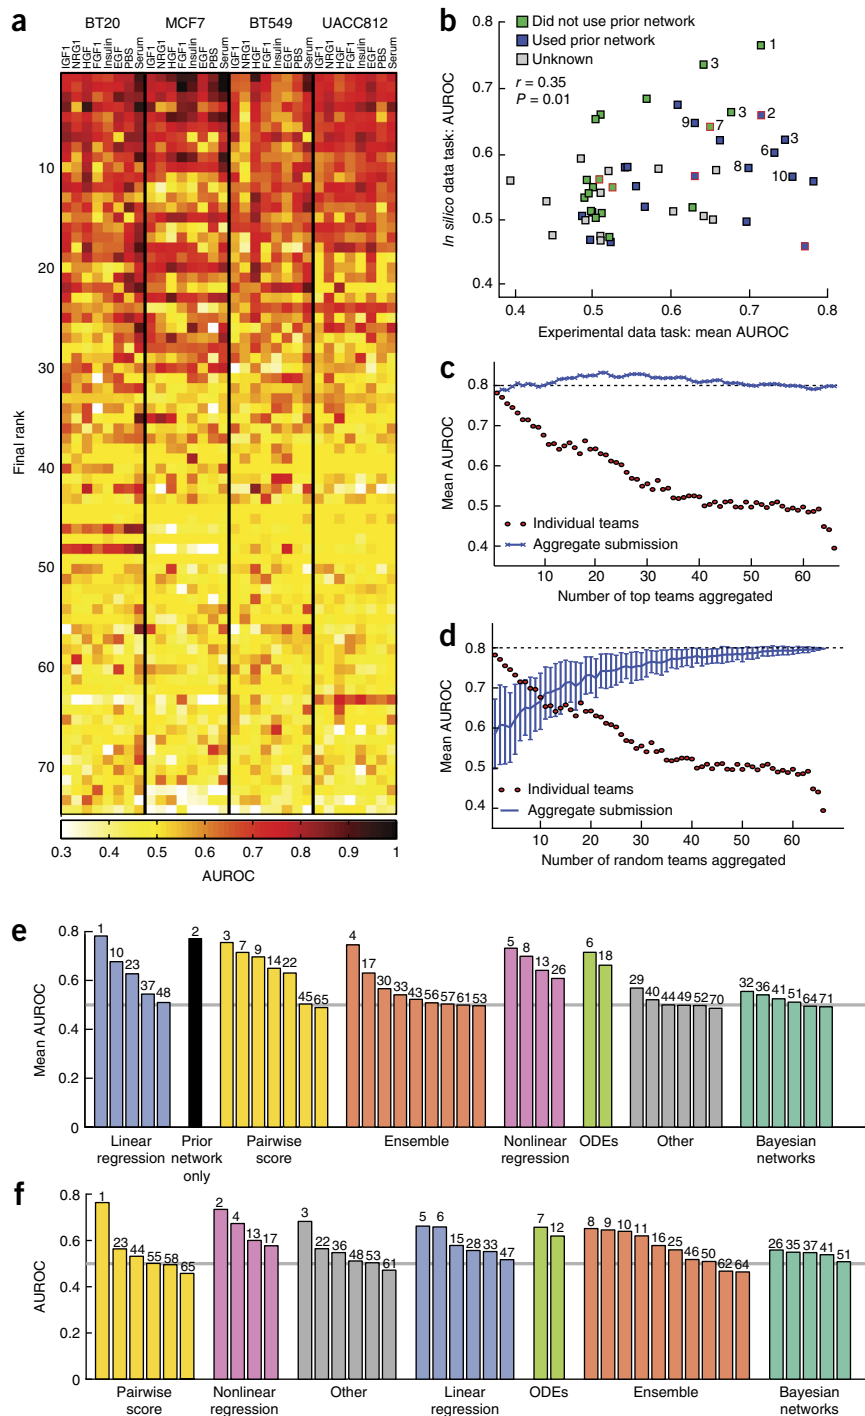 a
BT20 MCF7 BT549 UACC812
IGF1 NRG1 HGF FGF1 Insulin EGF PBS Serum
IGF1 NRG1 HGF FGF1 Insulin EGF PBS Serum
IGF1 NRG1 HGF FGF1 Insulin EGF PBS Serum
IGF1 NRG1 HGF FGF1 Insulin EGF PBS Serum
Final rank
10
20
30
40
50
60
70
0.3 0.4 0.5 0.6 0.7 0.8 0.9 1
AUROC
b
Did not use prior network
Used prior network
Unknown
r = 0.35
P = 0.01
In silico data task: AUROC
0.8
0.7
0.6
0.5
0.4
1
3
3
2
9
7
3
6
8
10
0.4 0.5 0.6 0.7 0.8
Experimental data task: mean AUROC
c
Mean AUROC
0.8
0.7
0.6
0.5
0.4
Individual teams
Aggregate submission
10 20 30 40 50 60
Number of top teams aggregated
d
Mean AUROC
0.8
0.7
0.6
0.5
0.4
Individual teams
Aggregate submission
10 20 30 40 50 60
Number of random teams aggregated
e
Mean AUROC
0.8
0.6
0.4
0.2
0
1 10 23 37 48
2
3 7 9 14 22 45 65
4 17 30 33 43 56 57 61 53
5 8 13 26
6 18
29 40 44 49 52 70
32 36 41 51 64 71
Linear regression
Prior network only
Pairwise score
Ensemble
Nonlinear regression
ODEs
Other
Bayesian networks
f
AUROC
0.8
0.6
0.4
0.2
0
1 23 44 55 58 65
2 4 13 17
3 22 36 48 53 61
5 6 15 28 33 47
7 12
8 9 10 11 16 25 46 50 62 64
26 35 37 41 51
Pairwise score
Nonlinear regression
Other
Linear regression
ODEs
Ensemble
Bayesian networks